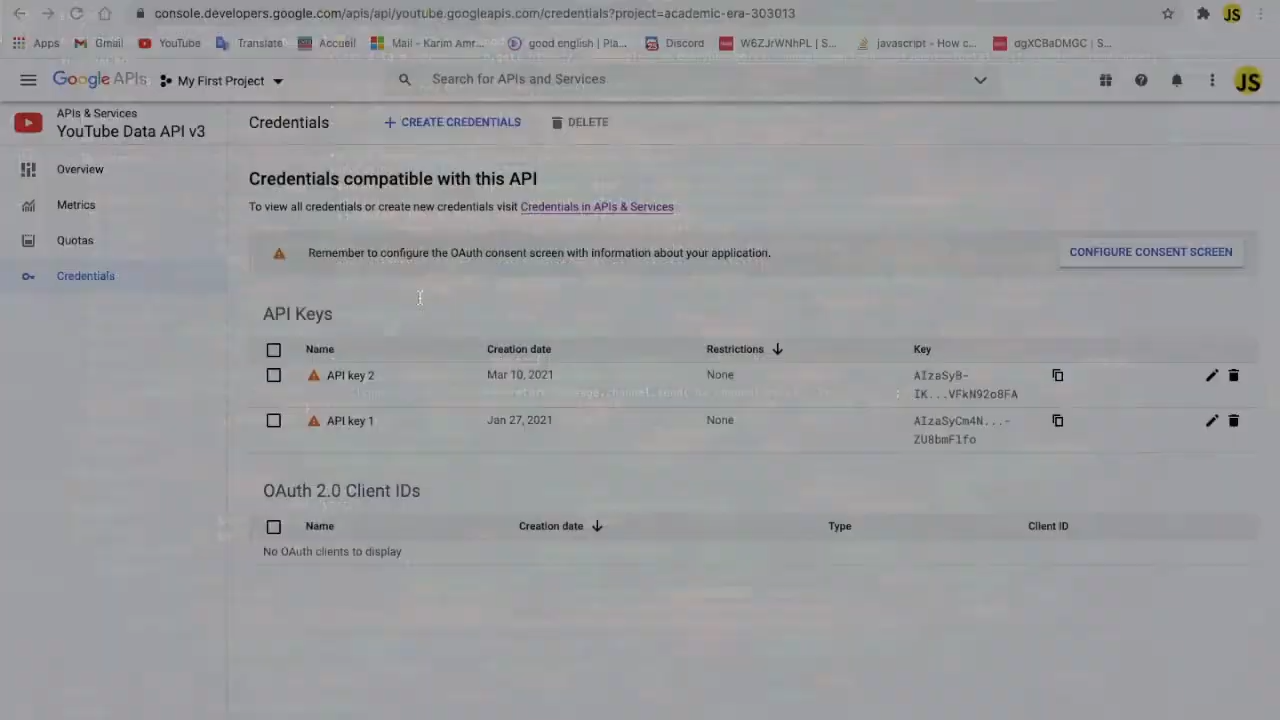 console.developers.google.com/apis/api/youtube.googleapis.com/credentials?project=academic-era-303013
JS
Apps Gmail YouTube Translate Accueil Mail - Karim Amr... good english | Pla... Discord W6ZJrWNhPL | S... javascript - How c... dgXCBaDMGC | S...
Google APIs My First Project Search for APIs and Services JS
APIs & Services
YouTube Data API v3
Credentials + CREATE CREDENTIALS DELETE
Overview
Metrics
Quotas
Credentials
Credentials compatible with this API
To view all credentials or create new credentials visit Credentials in APIs & Services
Remember to configure the OAuth consent screen with information about your application. CONFIGURE CONSENT SCREEN
API Keys
Name Creation date Restrictions Key
API key 2 Mar 10, 2021 None AIzaSyB-
IK...VFkN92o8FA
API key 1 Jan 27, 2021 None AIzaSyCm4N...-
ZU8bmFlfo
OAuth 2.0 Client IDs
Name Creation date Type Client ID
No OAuth clients to display